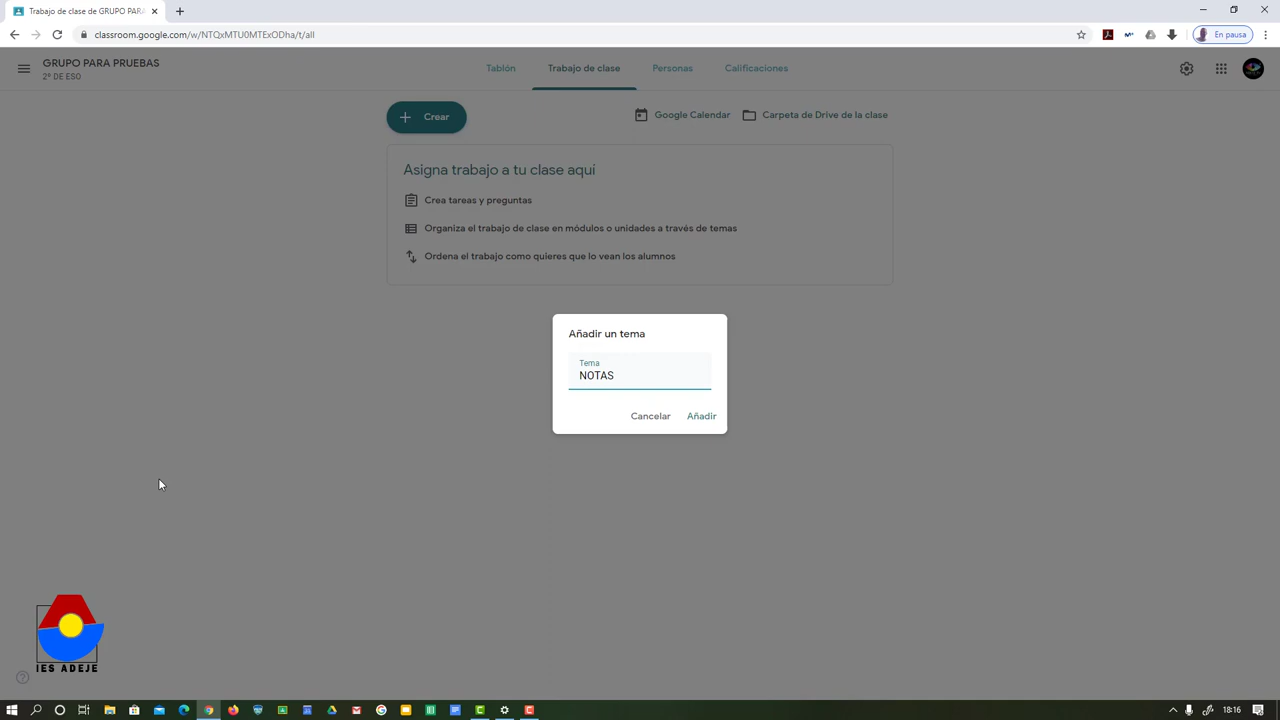 Trabajo de clase de GRUPO PARA
classroom.google.com/w/NTQxMTU0MTExODha/t/all
En pausa
GRUPO PARA PRUEBAS
2º DE ESO
Tablón
Trabajo de clase
Personas
Calificaciones
Crear
Google Calendar
Carpeta de Drive de la clase
Asigna trabajo a tu clase aquí
Crea tareas y preguntas
Organiza el trabajo de clase en módulos o unidades a través de temas
Ordena el trabajo como quieres que lo vean los alumnos
Añadir un tema
Tema
NOTAS
Cancelar
Añadir
IES ADEJE
18:16